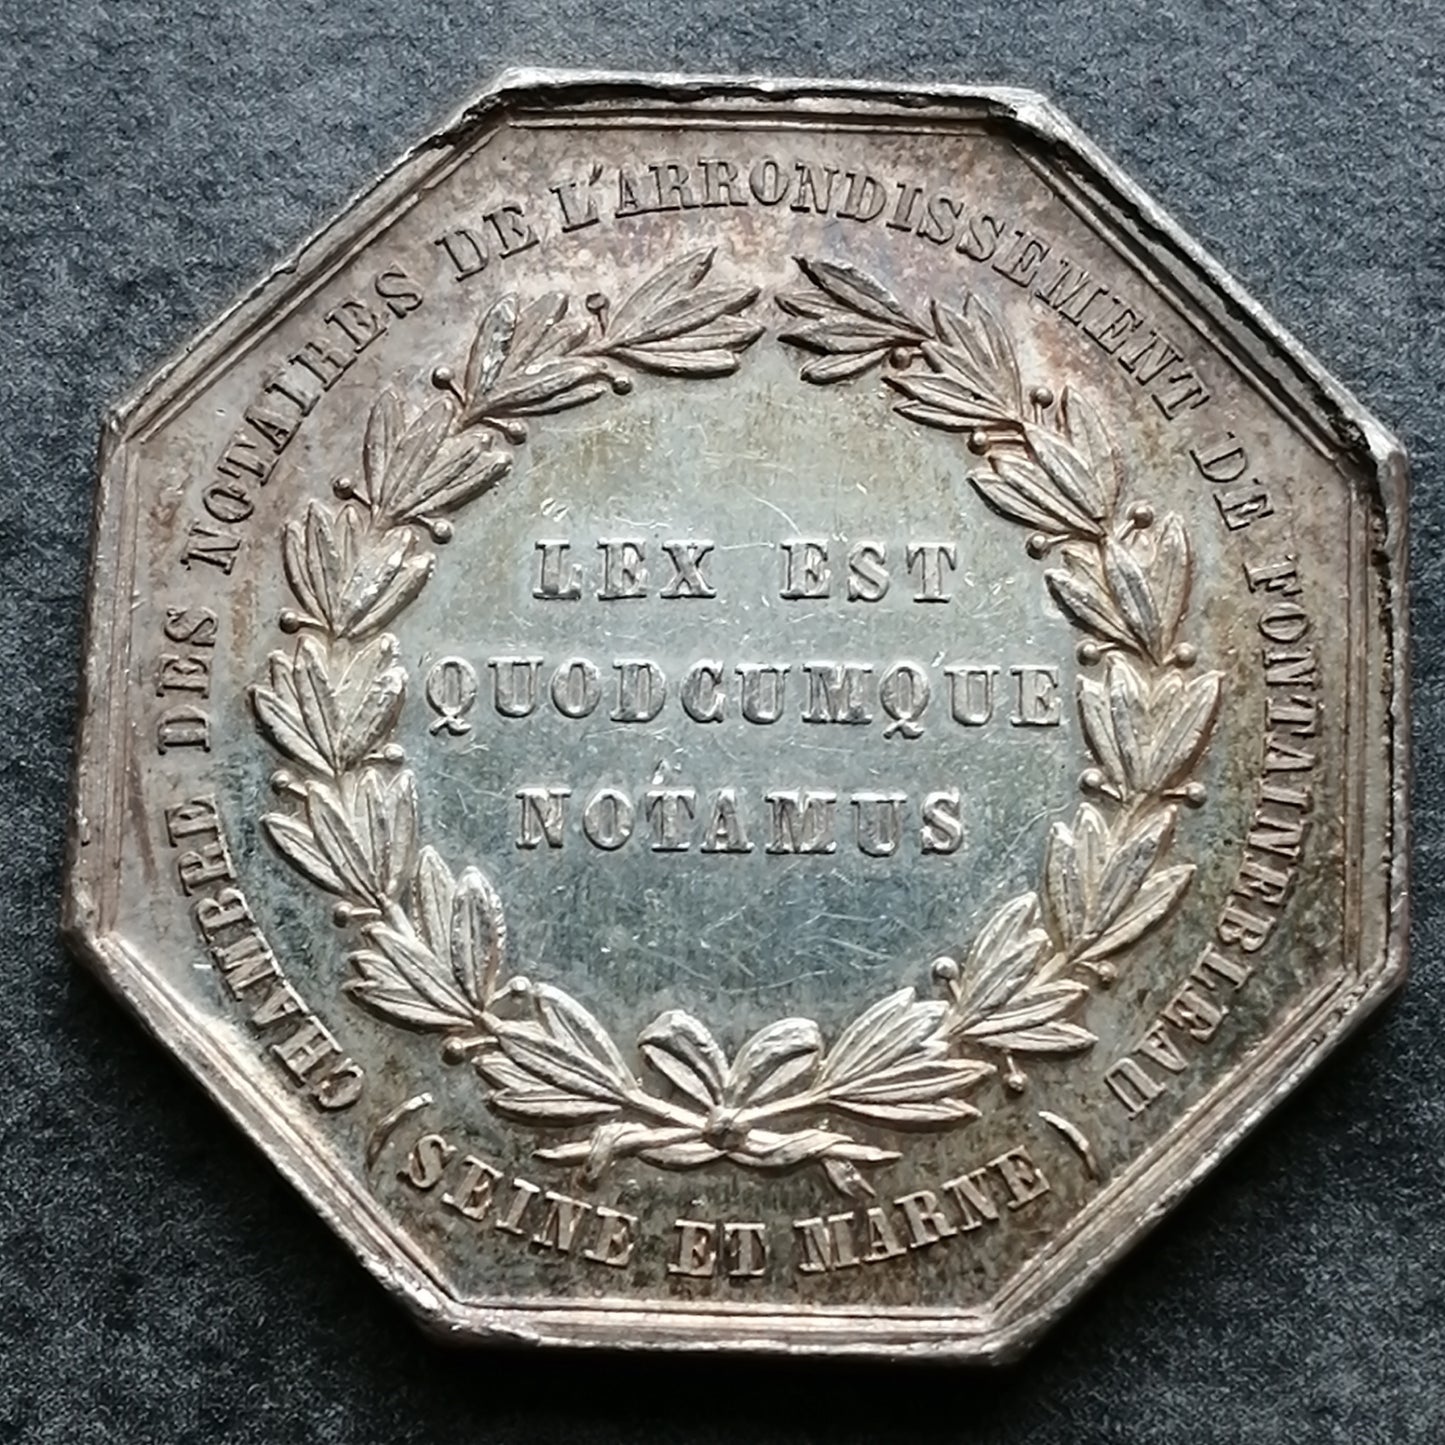 CHAMBRE DES NOTAIRES DE L'ARRONDISSEMENT DE FONTAINEBLEAU
(SEINE ET MARNE)
LEX EST
QUODCUMQUE
NOTAMUS